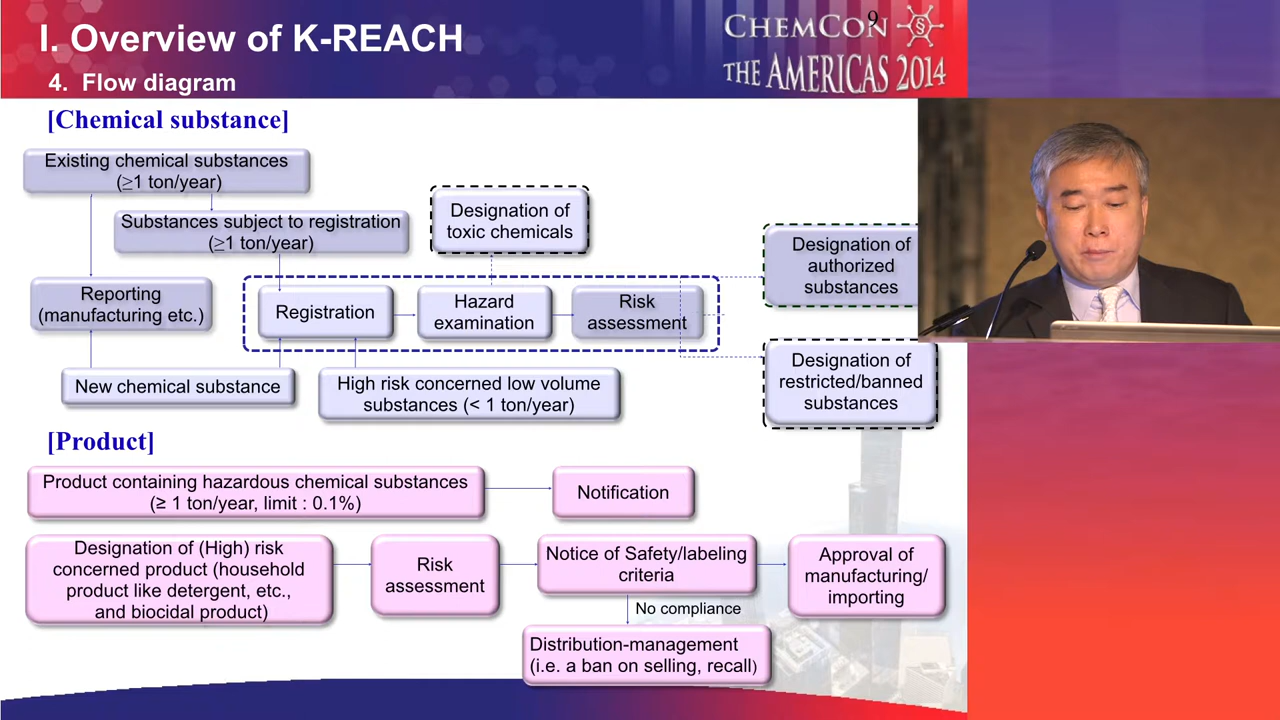 I. Overview of K-REACH
4. Flow diagram
9
CHEMCON
THE AMERICAS 2014
[Chemical substance]
Existing chemical substances
(≥1 ton/year)
Substances subject to registration
(≥1 ton/year)
Designation of
toxic chemicals
Designation of
authorized
substances
Reporting
(manufacturing etc.)
Registration
Hazard
examination
Risk
assessment
New chemical substance
High risk concerned low volume
substances (< 1 ton/year)
Designation of
restricted/banned
substances
[Product]
Product containing hazardous chemical substances
(≥ 1 ton/year, limit : 0.1%)
Notification
Designation of (High) risk
concerned product (household
product like detergent, etc.,
and biocidal product)
Risk
assessment
Notice of Safety/labeling
criteria
Approval of
manufacturing/
importing
No compliance
Distribution-management
(i.e. a ban on selling, recall)